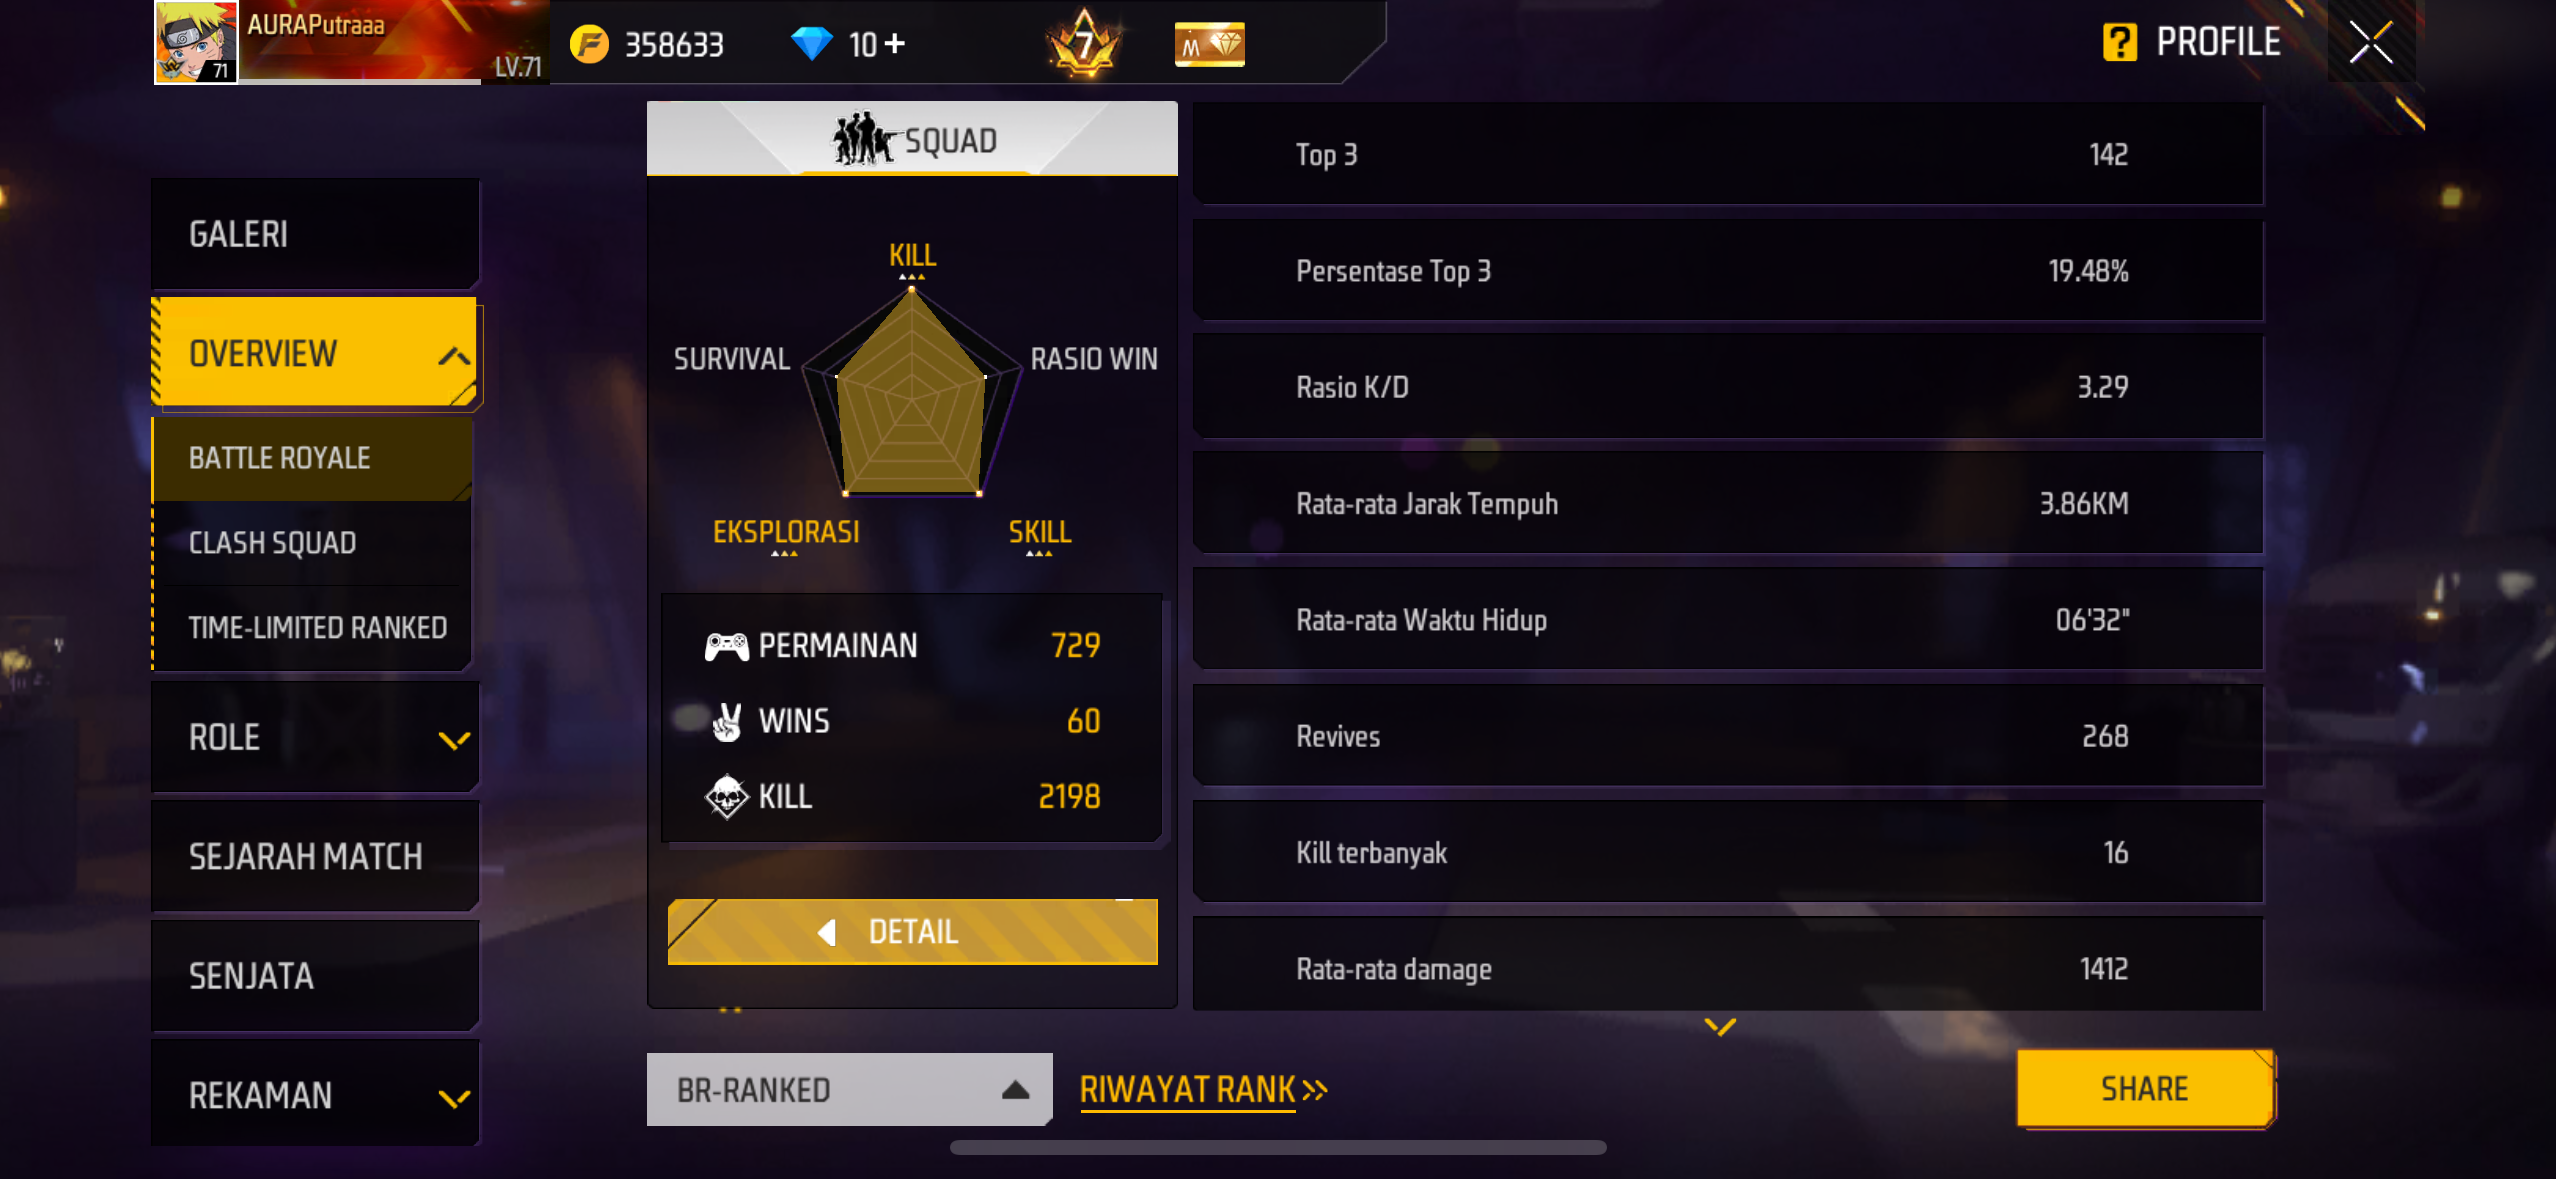 AURAPutraaa
71
LV.71
358633
10+
7
M
PROFILE
GALERI
OVERVIEW
BATTLE ROYALE
CLASH SQUAD
TIME-LIMITED RANKED
ROLE
SEJARAH MATCH
SENJATA
REKAMAN
SQUAD
KILL
SURVIVAL
RASIO WIN
EKSPLORASI
SKILL
PERMAINAN 729
WINS 60
KILL 2198
DETAIL
BR-RANKED
RIWAYAT RANK
Top 3 142
Persentase Top 3 19.48%
Rasio K/D 3.29
Rata-rata Jarak Tempuh 3.86KM
Rata-rata Waktu Hidup 06'32"
Revives 268
Kill terbanyak 16
Rata-rata damage 1412
SHARE